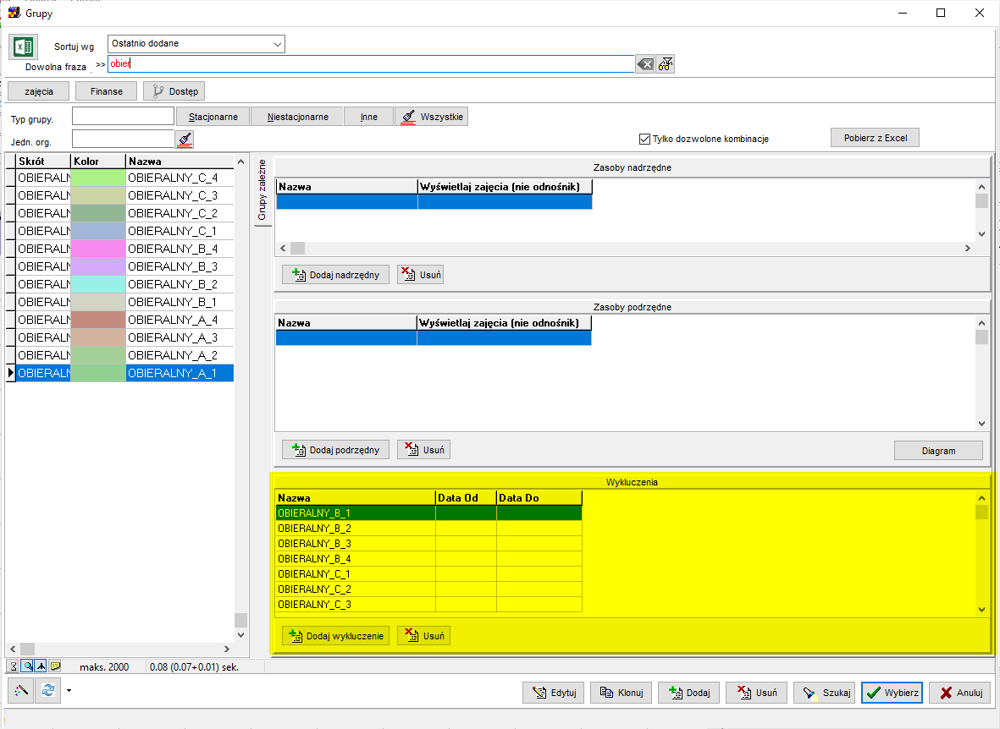 Grupy
Sortuj wg Ostatnio dodane
Dowolna fraza >> obier
zajęcia Finanse Dostęp
Typ grupy. Stacjonarne Niestacjonarne Inne Wszystkie
Jedn. org. Tylko dozwolone kombinacje Pobierz z Excel
Skrót Kolor Nazwa
OBIERALN OBIERALNY_C_4
OBIERALN OBIERALNY_C_3
OBIERALN OBIERALNY_C_2
OBIERALN OBIERALNY_C_1
OBIERALN OBIERALNY_B_4
OBIERALN OBIERALNY_B_3
OBIERALN OBIERALNY_B_2
OBIERALN OBIERALNY_B_1
OBIERALN OBIERALNY_A_4
OBIERALN OBIERALNY_A_3
OBIERALN OBIERALNY_A_2
OBIERALN OBIERALNY_A_1
Grupy zależne
Zasoby nadrzędne
Nazwa Wyświetlaj zajęcia (nie odnośnik)
Dodaj nadrzędny Usuń
Zasoby podrzędne
Nazwa Wyświetlaj zajęcia (nie odnośnik)
Dodaj podrzędny Usuń Diagram
Wykluczenia
Nazwa Data Od Data Do
OBIERALNY_B_1
OBIERALNY_B_2
OBIERALNY_B_3
OBIERALNY_B_4
OBIERALNY_C_1
OBIERALNY_C_2
OBIERALNY_C_3
Dodaj wykluczenie Usuń
maks. 2000 0.08 (0.07+0.01) sek.
Edytuj Klonuj Dodaj Usuń Szukaj Wybierz Anuluj